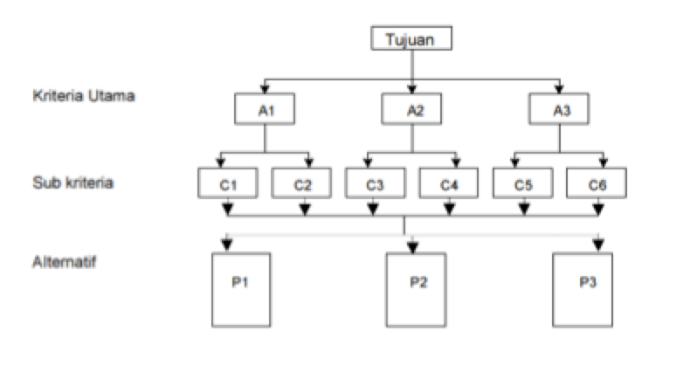 Tujuan
Kriteria Utama
A1 A2 A3
Sub kriteria
C1 C2 C3 C4 C5 C6
Alternatif
P1 P2 P3